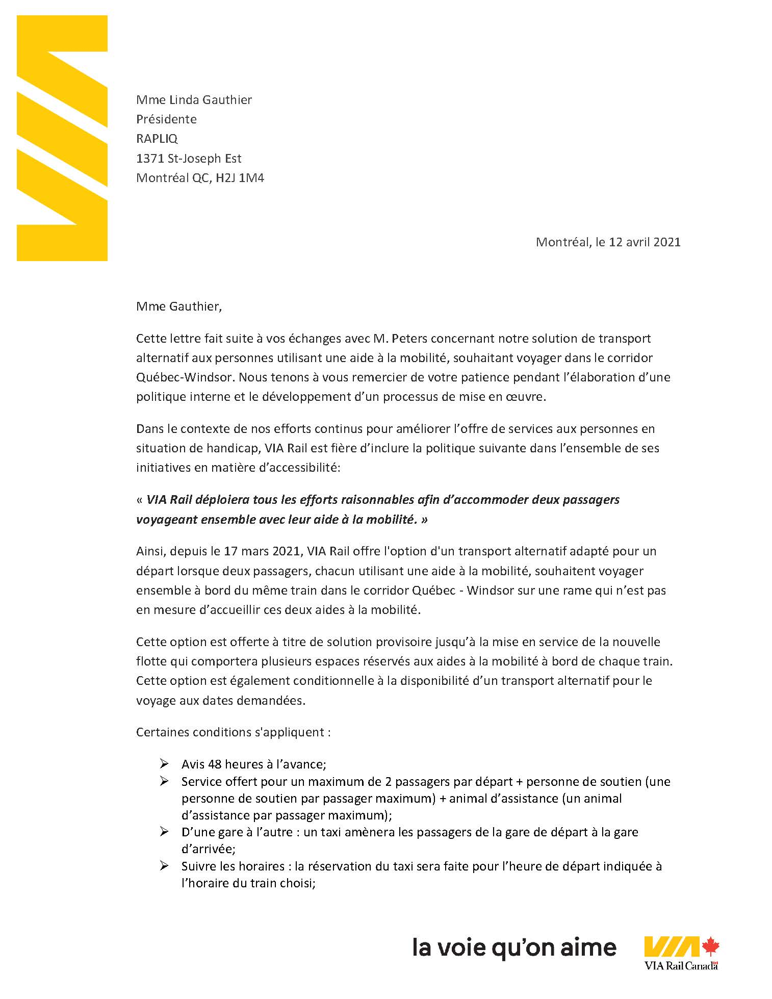 Mme Linda Gauthier
Présidente
RAPLIQ
1371 St-Joseph Est
Montréal QC, H2J 1M4
Montréal, le 12 avril 2021
Mme Gauthier,
Cette lettre fait suite à vos échanges avec M. Peters concernant notre solution de transport
alternatif aux personnes utilisant une aide à la mobilité, souhaitant voyager dans le corridor
Québec-Windsor. Nous tenons à vous remercier de votre patience pendant l’élaboration d’une
politique interne et le développement d’un processus de mise en œuvre.
Dans le contexte de nos efforts continus pour améliorer l’offre de services aux personnes en
situation de handicap, VIA Rail est fière d’inclure la politique suivante dans l’ensemble de ses
initiatives en matière d’accessibilité:
« VIA Rail déploiera tous les efforts raisonnables afin d’accommoder deux passagers
voyageant ensemble avec leur aide à la mobilité. »
Ainsi, depuis le 17 mars 2021, VIA Rail offre l'option d'un transport alternatif adapté pour un
départ lorsque deux passagers, chacun utilisant une aide à la mobilité, souhaitent voyager
ensemble à bord du même train dans le corridor Québec - Windsor sur une rame qui n’est pas
en mesure d’accueillir ces deux aides à la mobilité.
Cette option est offerte à titre de solution provisoire jusqu’à la mise en service de la nouvelle
flotte qui comportera plusieurs espaces réservés aux aides à la mobilité à bord de chaque train.
Cette option est également conditionnelle à la disponibilité d’un transport alternatif pour le
voyage aux dates demandées.
Certaines conditions s'appliquent :
➢ Avis 48 heures à l’avance;
➢ Service offert pour un maximum de 2 passagers par départ + personne de soutien (une
personne de soutien par passager maximum) + animal d’assistance (un animal
d’assistance par passager maximum);
➢ D’une gare à l’autre : un taxi amènera les passagers de la gare de départ à la gare
d’arrivée;
➢ Suivre les horaires : la réservation du taxi sera faite pour l’heure de départ indiquée à
l’horaire du train choisi;
la voie qu’on aime
VIA
VIA Rail Canada